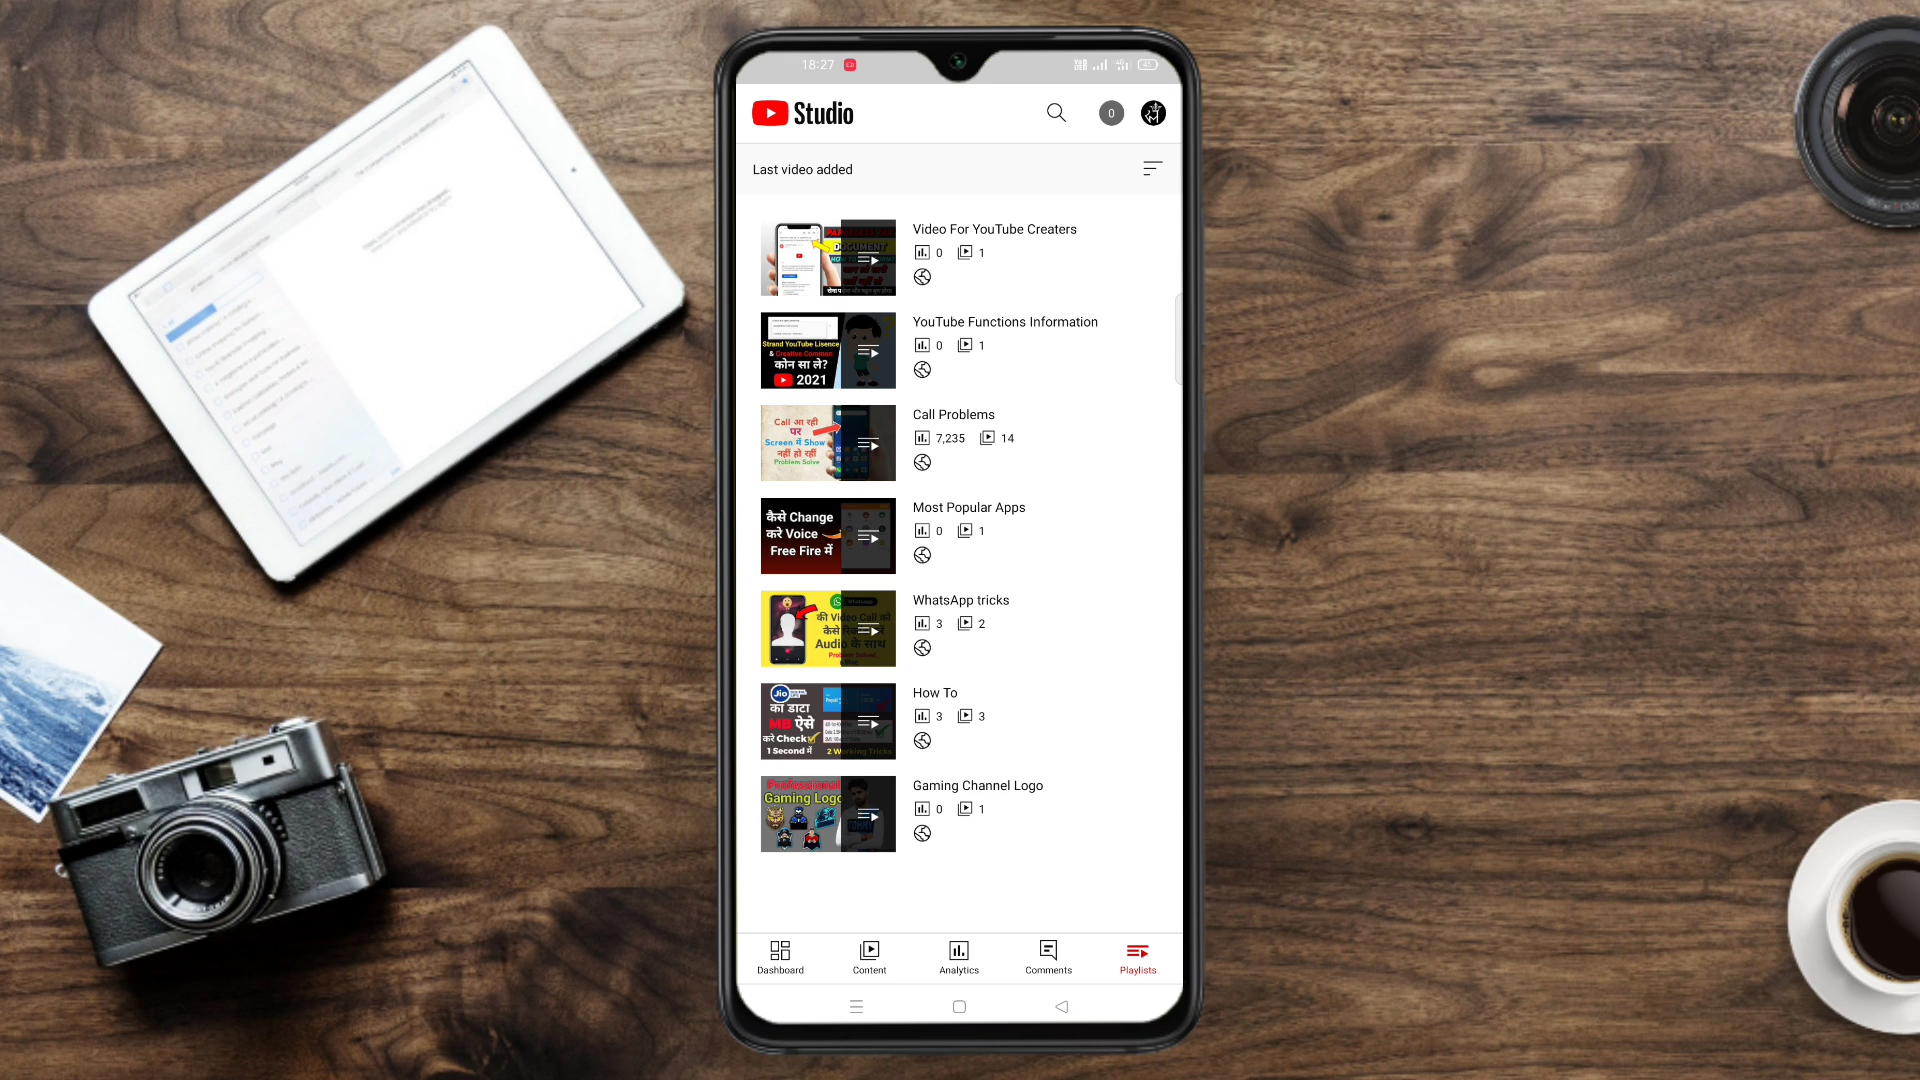 18:27
Studio
0
Last video added
DOCUMENT
Video For YouTube Creaters
0 1
Strand YouTube Lisence
& Creative Common
कोन सा ले?
2021
YouTube Functions Information
0 1
Call आ रही
पर
Screen में Show
नहीं हो रहीं
Problem Solve
Call Problems
7,235 14
कैसे Change
करे Voice
Free Fire में
Most Popular Apps
0 1
की Video Call को
Audio के साथ
WhatsApp tricks
3 2
Jio
का डाटा
MB ऐसे
करे Check
1 Second में
2 Working Tricks
How To
3 3
Professional
Gaming Logo
Gaming Channel Logo
0 1
Dashboard
Content
Analytics
Comments
Playlists